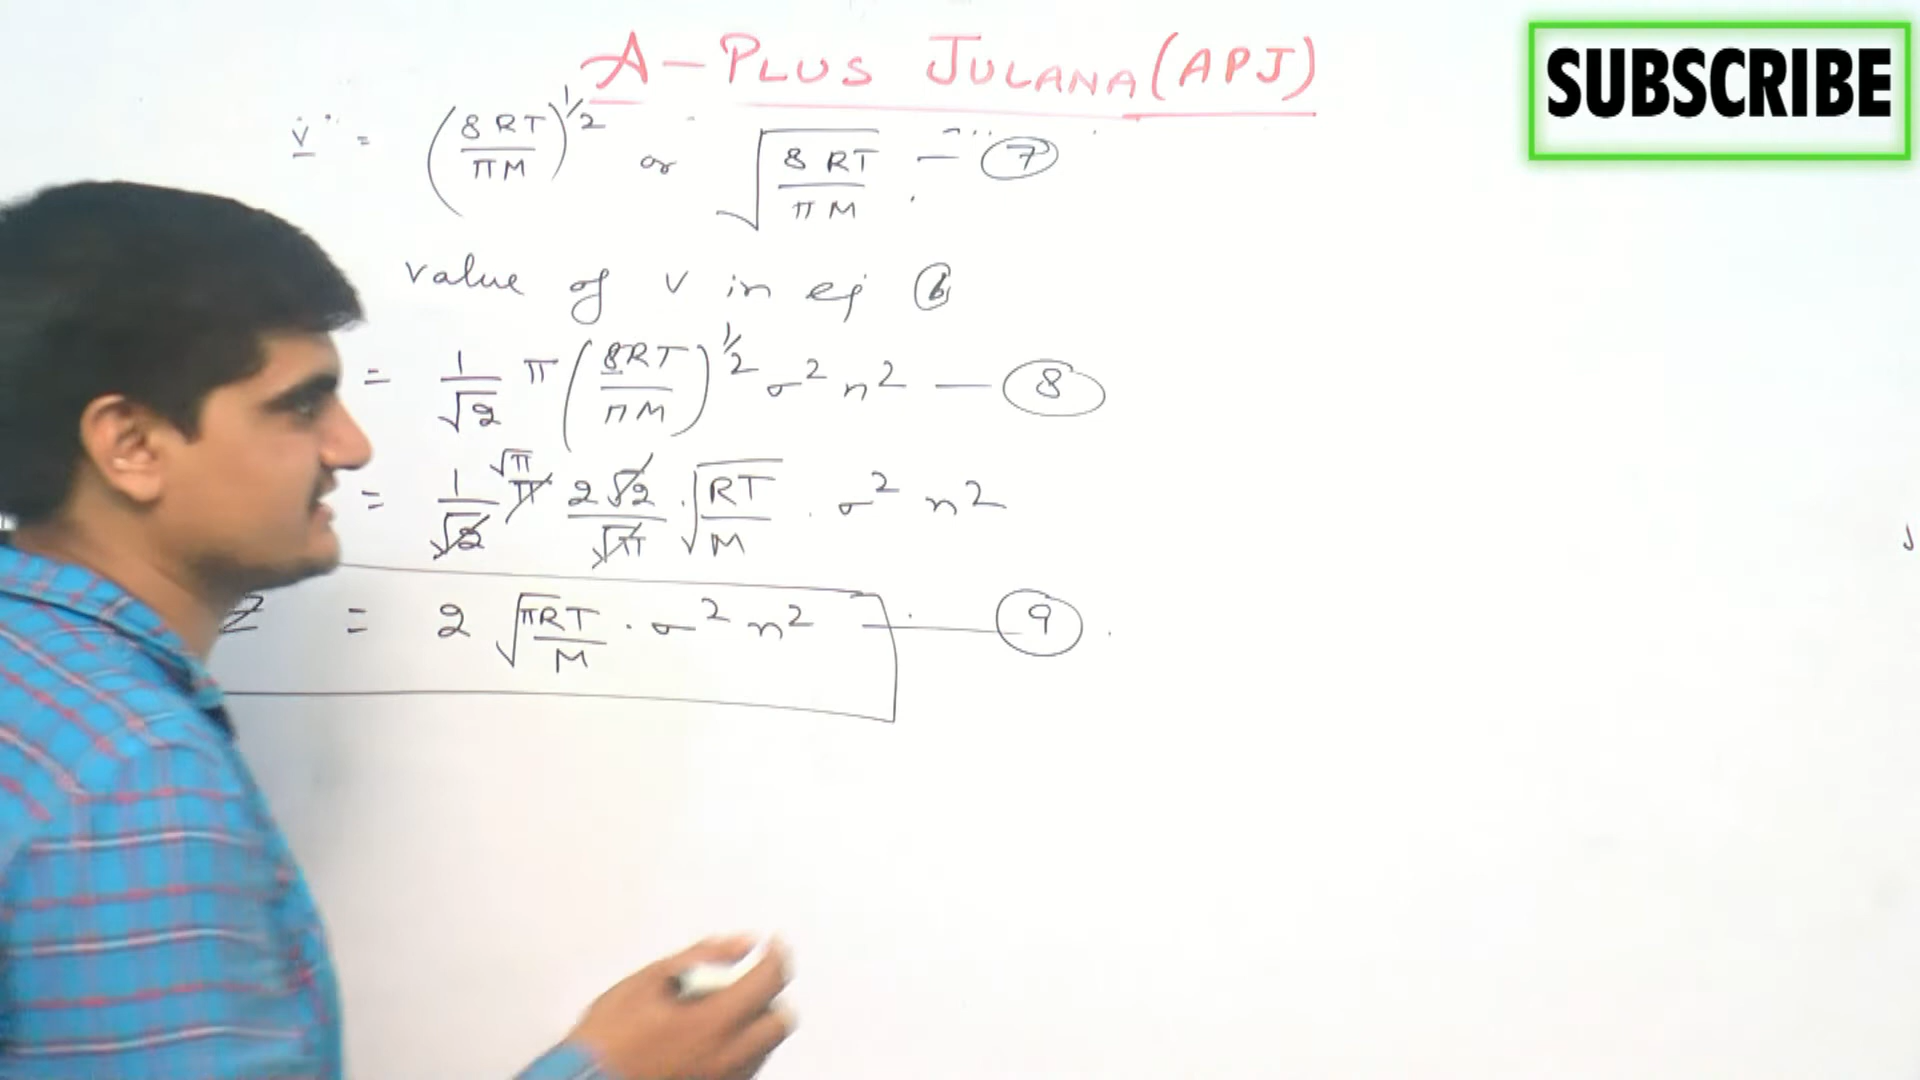 A-PLUS JULANA (APJ)
SUBSCRIBE
v = (8RT/πM)^1/2 or √(8RT/πM) — ⑦
value of v in eq ⑥
= 1/√2 π (8RT/πM)^1/2 σ² n² — ⑧
= 1/√2 π √π 2√2/√π · √(RT/M) · σ² n²
Z = 2 √(πRT/M) · σ² n² — ⑨